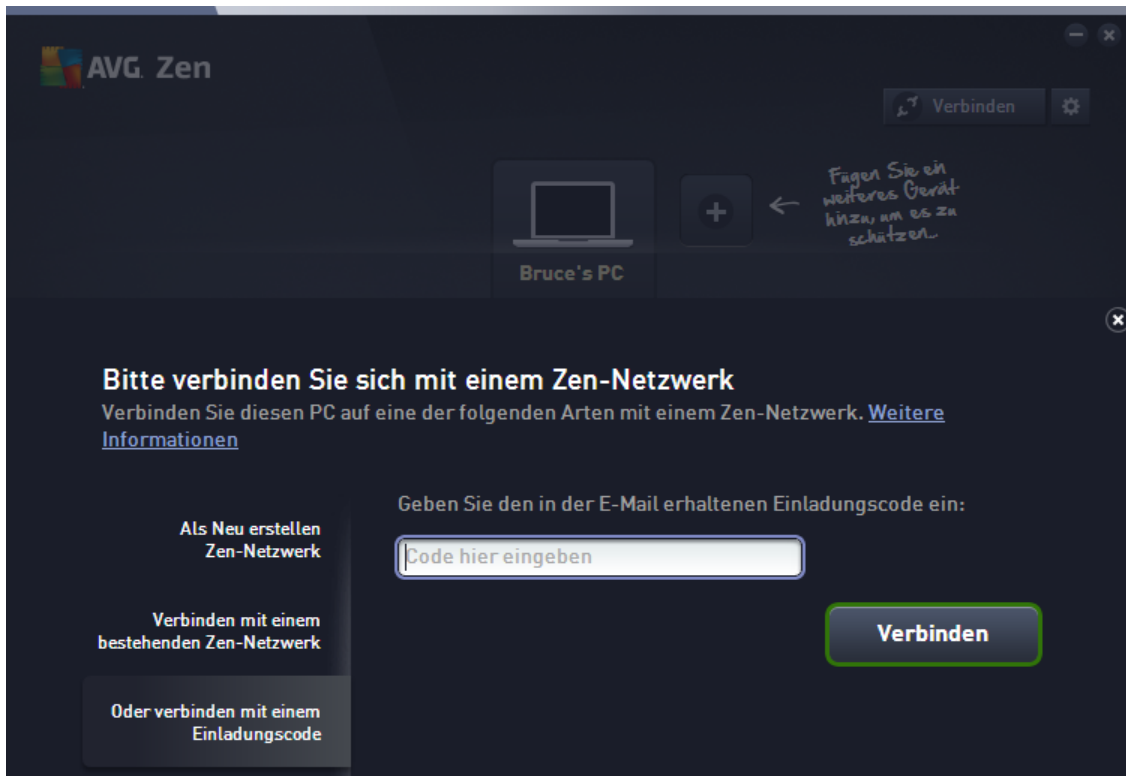 AVG. Zen
Verbinden
Fügen Sie ein
weiteres Gerät
hinzu, um es zu
schützen...
Bruce's PC
Bitte verbinden Sie sich mit einem Zen-Netzwerk
Verbinden Sie diesen PC auf eine der folgenden Arten mit einem Zen-Netzwerk. Weitere
Informationen
Als Neu erstellen
Zen-Netzwerk
Verbinden mit einem
bestehenden Zen-Netzwerk
Oder verbinden mit einem
Einladungscode
Geben Sie den in der E-Mail erhaltenen Einladungscode ein:
Code hier eingeben
Verbinden